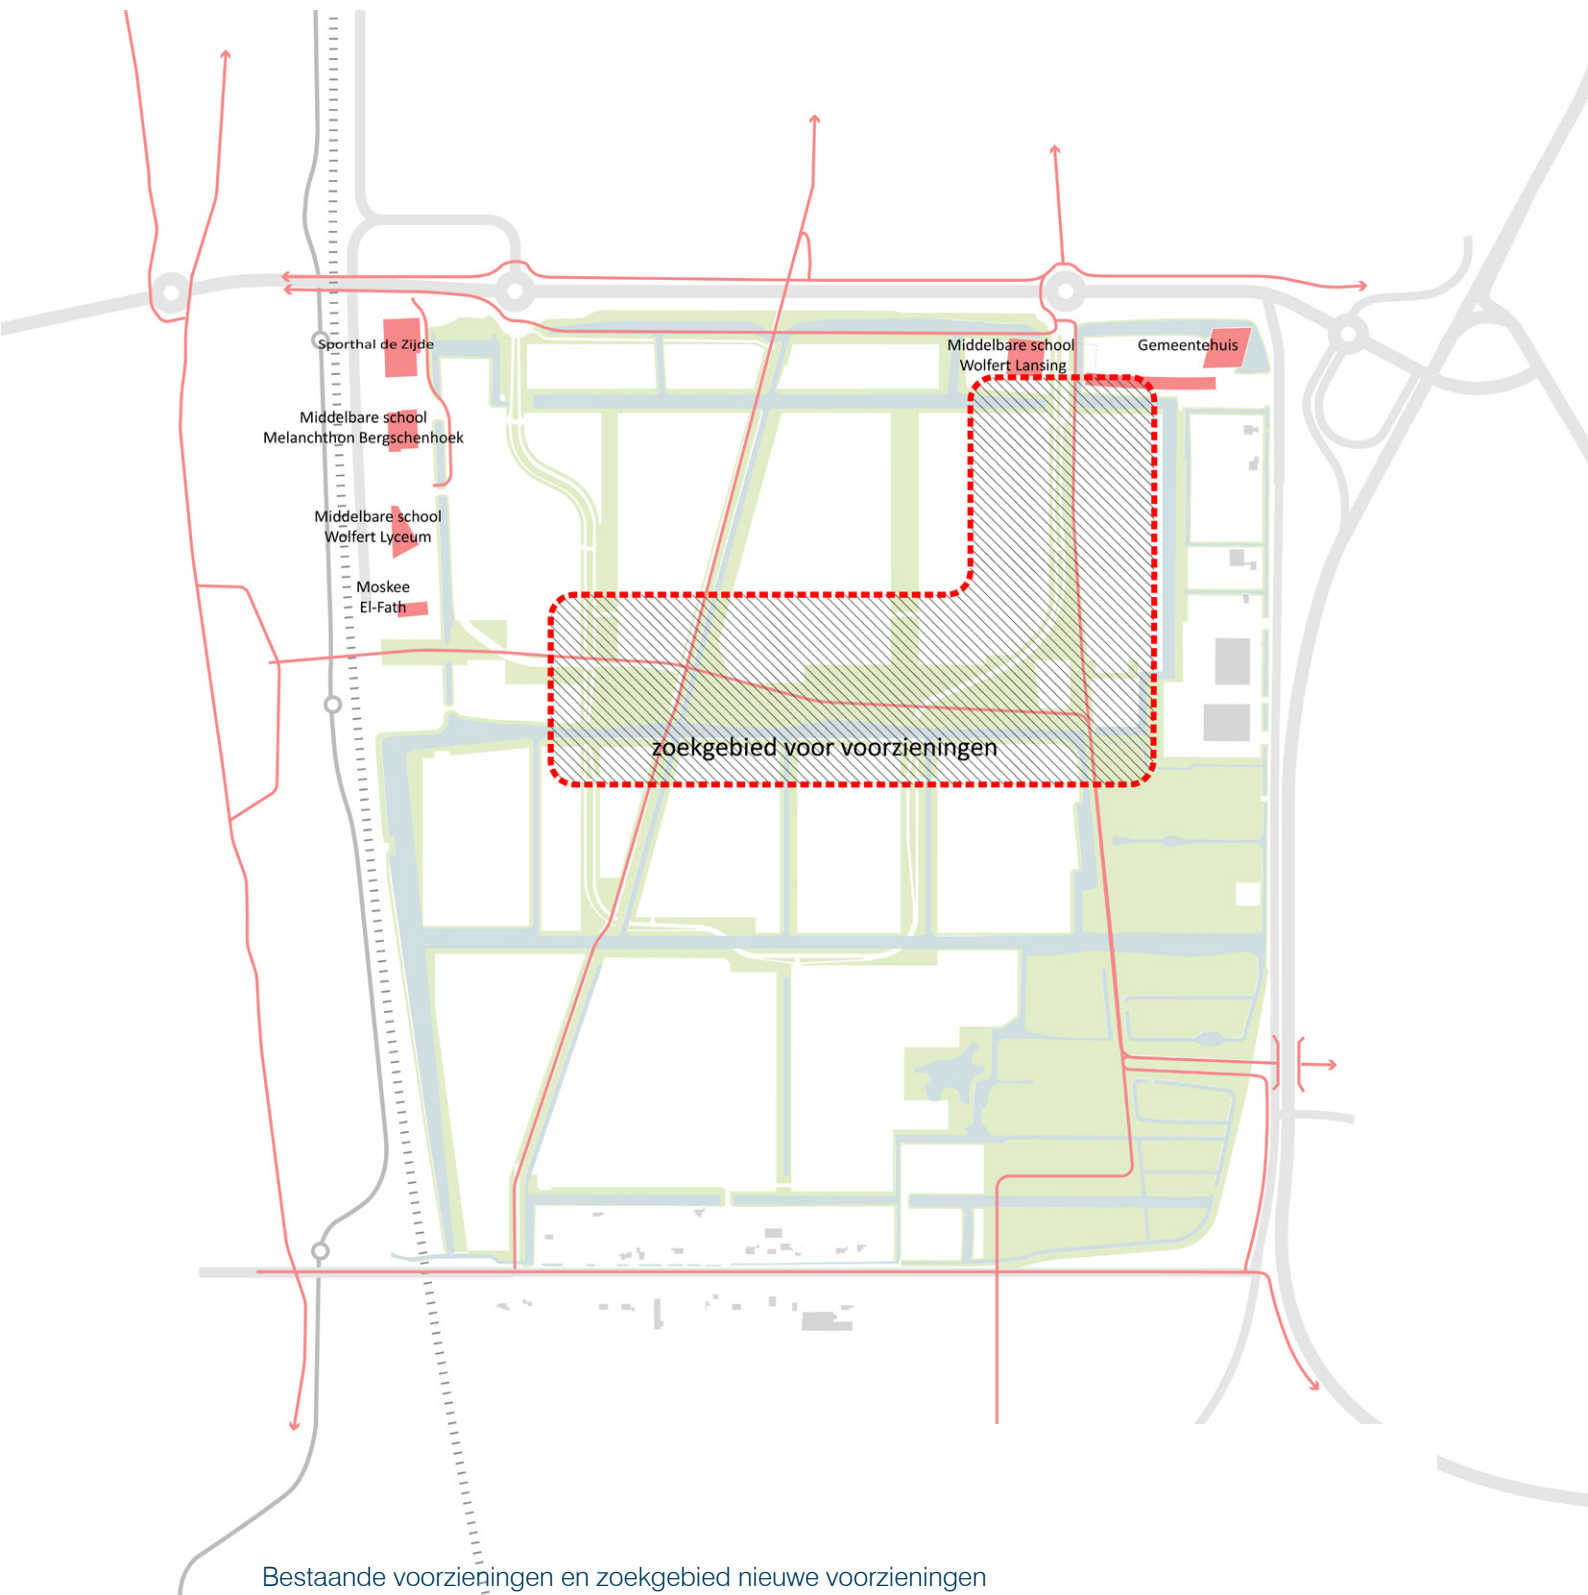 Sporthal de Zijde
Middelbare school
Wolfert Lansing
Gemeentehuis
Middelbare school
Melanchthon Bergschenhoek
Middelbare school
Wolfert Lyceum
Moskee
El-Fath
zoekgebied voor voorzieningen
Bestaande voorzieningen en zoekgebied nieuwe voorzieningen